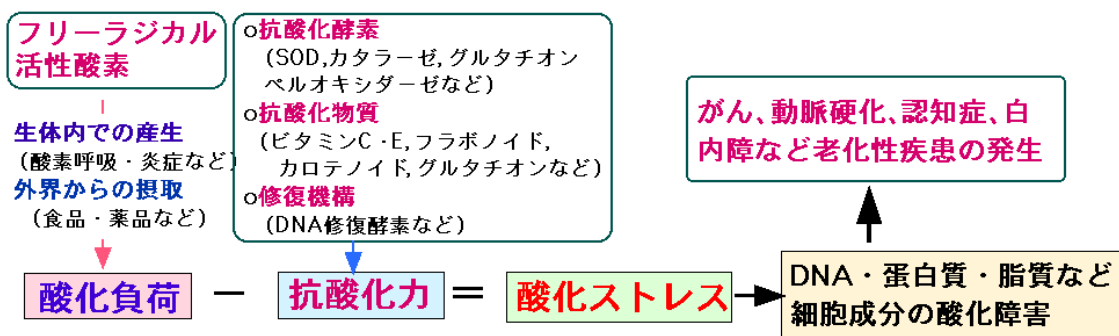 フリーラジカル
活性酸素
生体内での産生
(酸素呼吸・炎症など)
外界からの摂取
(食品・薬品など)
o抗酸化酵素
(SOD,カタラーゼ,グルタチオン
ペルオキシダーゼなど)
o抗酸化物質
(ビタミンC・E,フラボノイド,
カロテノイド,グルタチオンなど)
o修復機構
(DNA修復酵素など)
酸化負荷 − 抗酸化力 = 酸化ストレス
DNA・蛋白質・脂質など
細胞成分の酸化障害
がん、動脈硬化、認知症、白
内障など老化性疾患の発生